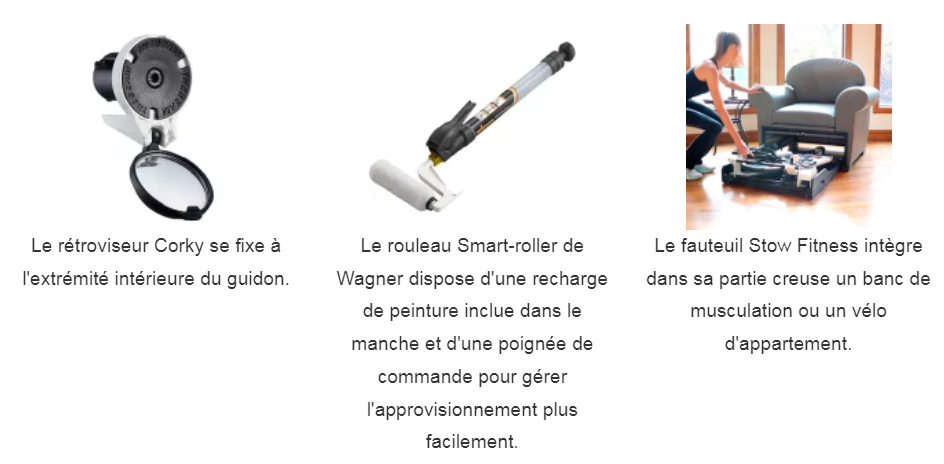 Le rétroviseur Corky se fixe à
l'extrémité intérieure du guidon.
Le rouleau Smart-roller de
Wagner dispose d'une recharge
de peinture inclue dans le
manche et d'une poignée de
commande pour gérer
l'approvisionnement plus
facilement.
Le fauteuil Stow Fitness intègre
dans sa partie creuse un banc de
musculation ou un vélo
d'appartement.